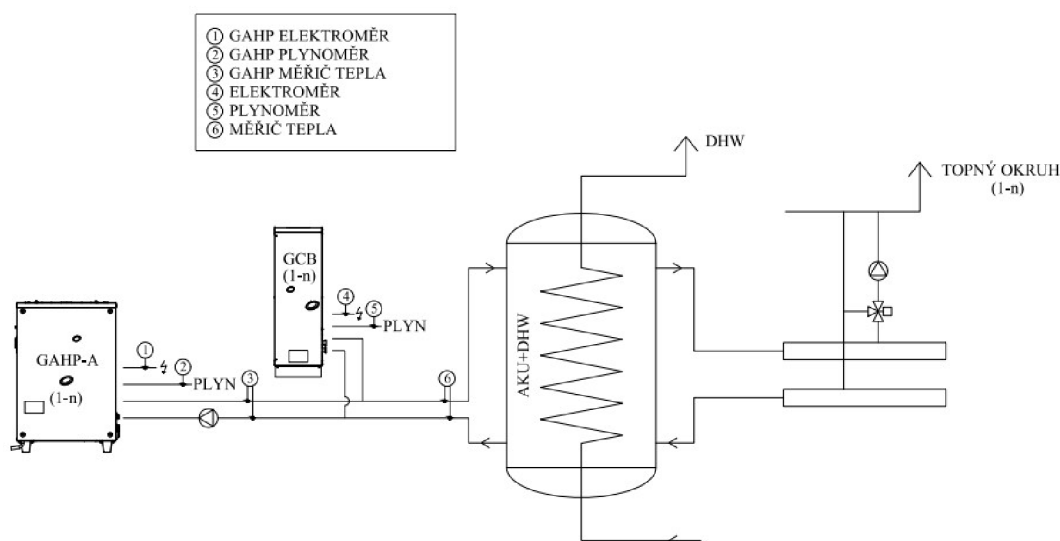 ① GAHP ELEKTROMĚR
② GAHP PLYNOMĚR
③ GAHP MĚŘIČ TEPLA
④ ELEKTROMĚR
⑤ PLYNOMĚR
⑥ MĚŘIČ TEPLA
DHW
TOPNÝ OKRUH
(1-n)
GCB
(1-n)
④
⑤
PLYN
GAHP-A
(1-n)
①
②
PLYN
③
⑥
AKU+DHW